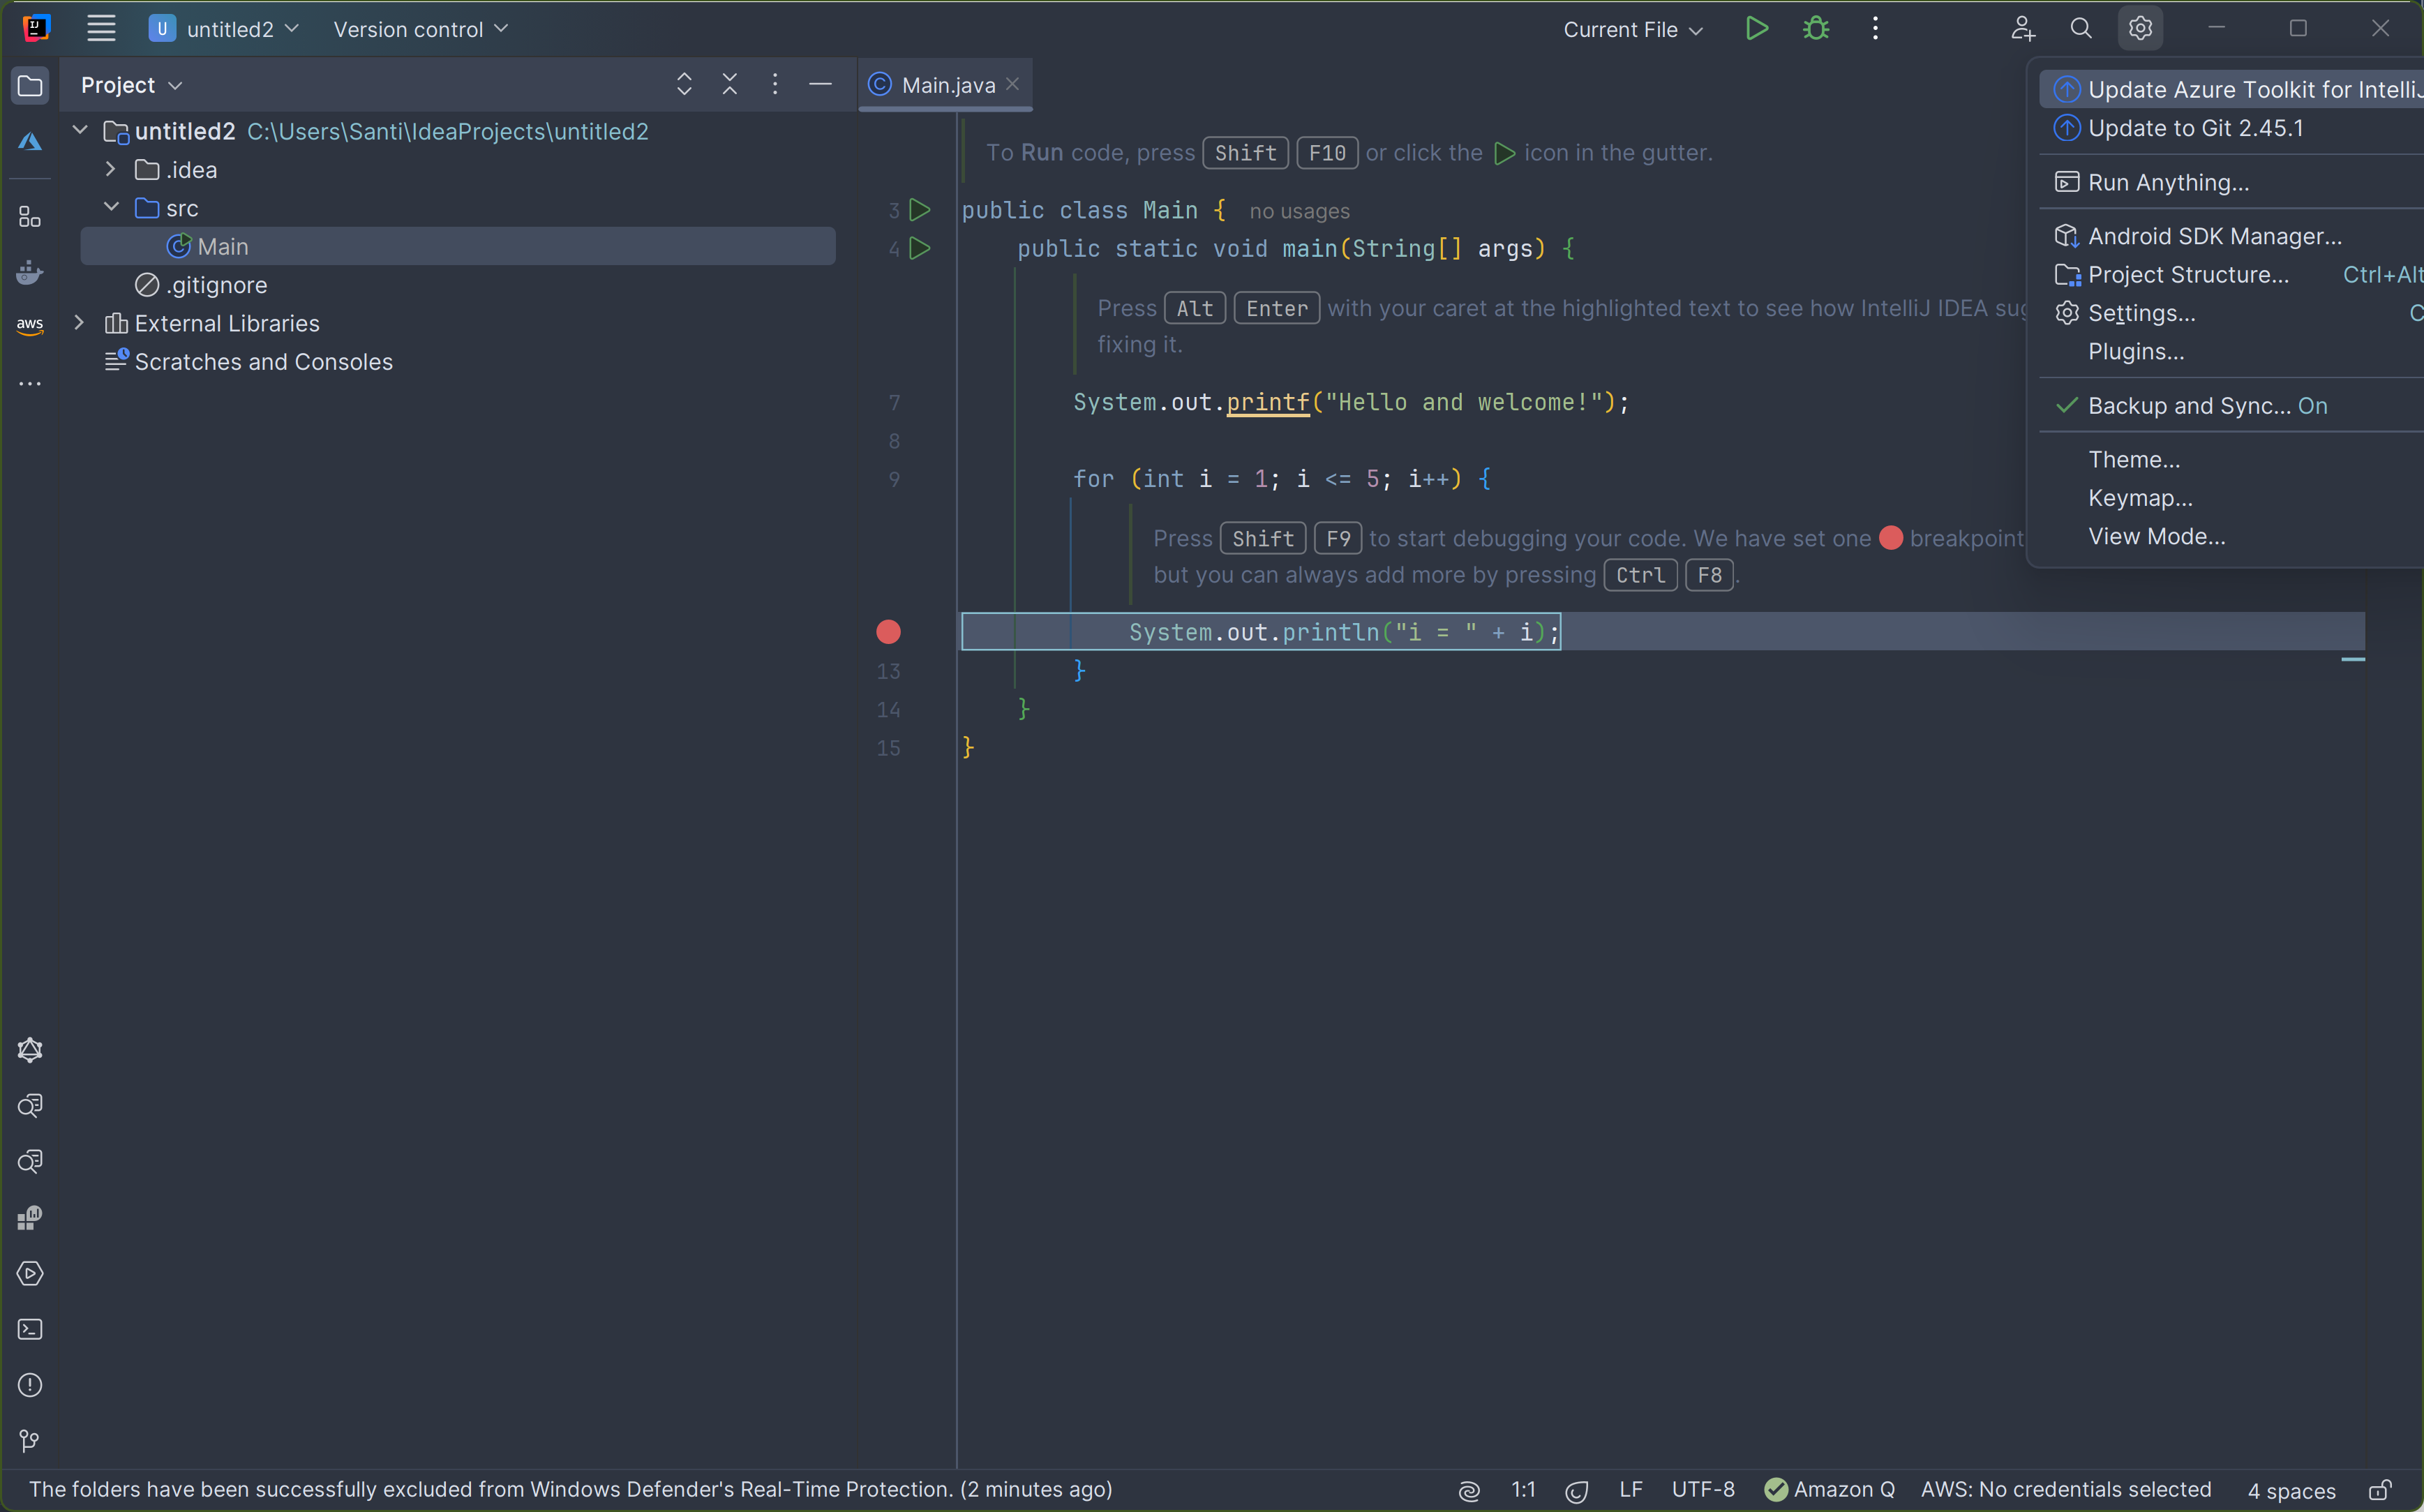 U untitled2 Version control Current File
Project
Main.java
untitled2 C:\Users\Santi\IdeaProjects\untitled2
.idea
src
Main
.gitignore
External Libraries
Scratches and Consoles
aws
To Run code, press Shift F10 or click the icon in the gutter.
3 public class Main { no usages
4 public static void main(String[] args) {
Press Alt Enter with your caret at the highlighted text to see how IntelliJ IDEA sug
fixing it.
7 System.out.printf("Hello and welcome!");
8
9 for (int i = 1; i <= 5; i++) {
Press Shift F9 to start debugging your code. We have set one breakpoint
but you can always add more by pressing Ctrl F8.
System.out.println("i = " + i);
13 }
14 }
15 }
Update Azure Toolkit for IntelliJ
Update to Git 2.45.1
Run Anything...
Android SDK Manager...
Project Structure... Ctrl+Alt
Settings... C
Plugins...
Backup and Sync... On
Theme...
Keymap...
View Mode...
The folders have been successfully excluded from Windows Defender's Real-Time Protection. (2 minutes ago) 1:1 LF UTF-8 Amazon Q AWS: No credentials selected 4 spaces